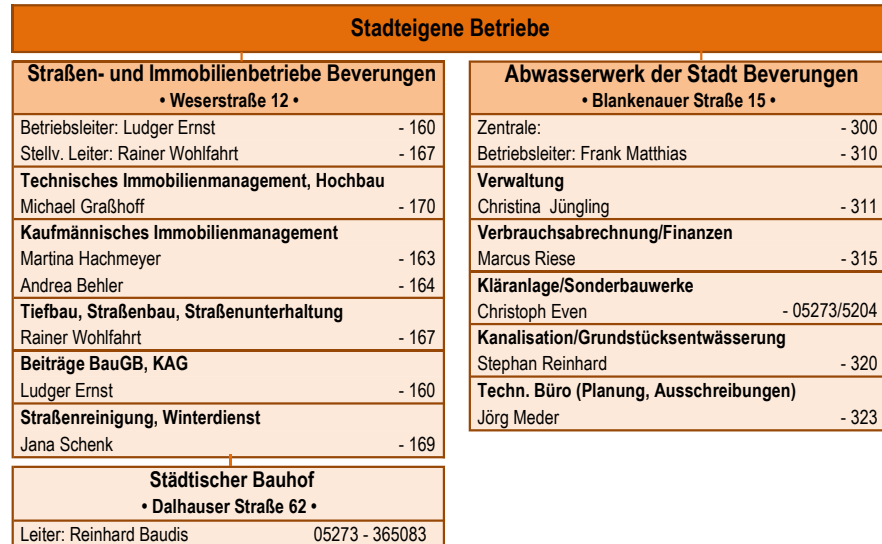 Stadteigene Betriebe
Straßen- und Immobilienbetriebe Beverungen
• Weserstraße 12 •
Betriebsleiter: Ludger Ernst - 160
Stellv. Leiter: Rainer Wohlfahrt - 167
Technisches Immobilienmanagement, Hochbau
Michael Graßhoff - 170
Kaufmännisches Immobilienmanagement
Martina Hachmeyer - 163
Andrea Behler - 164
Tiefbau, Straßenbau, Straßenunterhaltung
Rainer Wohlfahrt - 167
Beiträge BauGB, KAG
Ludger Ernst - 160
Straßenreinigung, Winterdienst
Jana Schenk - 169
Städtischer Bauhof
• Dalhauser Straße 62 •
Leiter: Reinhard Baudis 05273 - 365083
Abwasserwerk der Stadt Beverungen
• Blankenauer Straße 15 •
Zentrale: - 300
Betriebsleiter: Frank Matthias - 310
Verwaltung
Christina Jüngling - 311
Verbrauchsabrechnung/Finanzen
Marcus Riese - 315
Kläranlage/Sonderbauwerke
Christoph Even - 05273/5204
Kanalisation/Grundstücksentwässerung
Stephan Reinhard - 320
Techn. Büro (Planung, Ausschreibungen)
Jörg Meder - 323